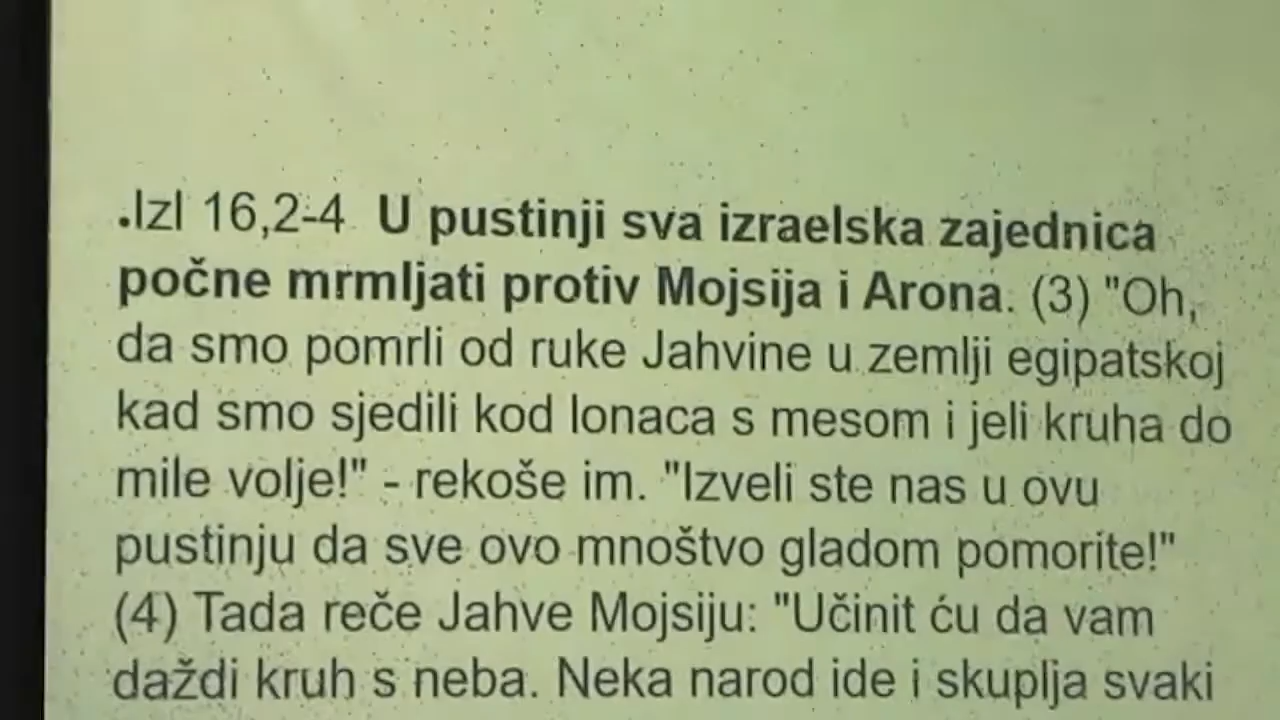 .Izl 16,2-4 U pustinji sva izraelska zajednica
počne mrmljati protiv Mojsija i Arona. (3) "Oh,
da smo pomrli od ruke Jahvine u zemlji egipatskoj
kad smo sjedili kod lonaca s mesom i jeli kruha do
mile volje!" - rekoše im. "Izveli ste nas u ovu
pustinju da sve ovo mnoštvo gladom pomorite!"
(4) Tada reče Jahve Mojsiju: "Učinit ću da vam
daždi kruh s neba. Neka narod ide i skuplja svaki